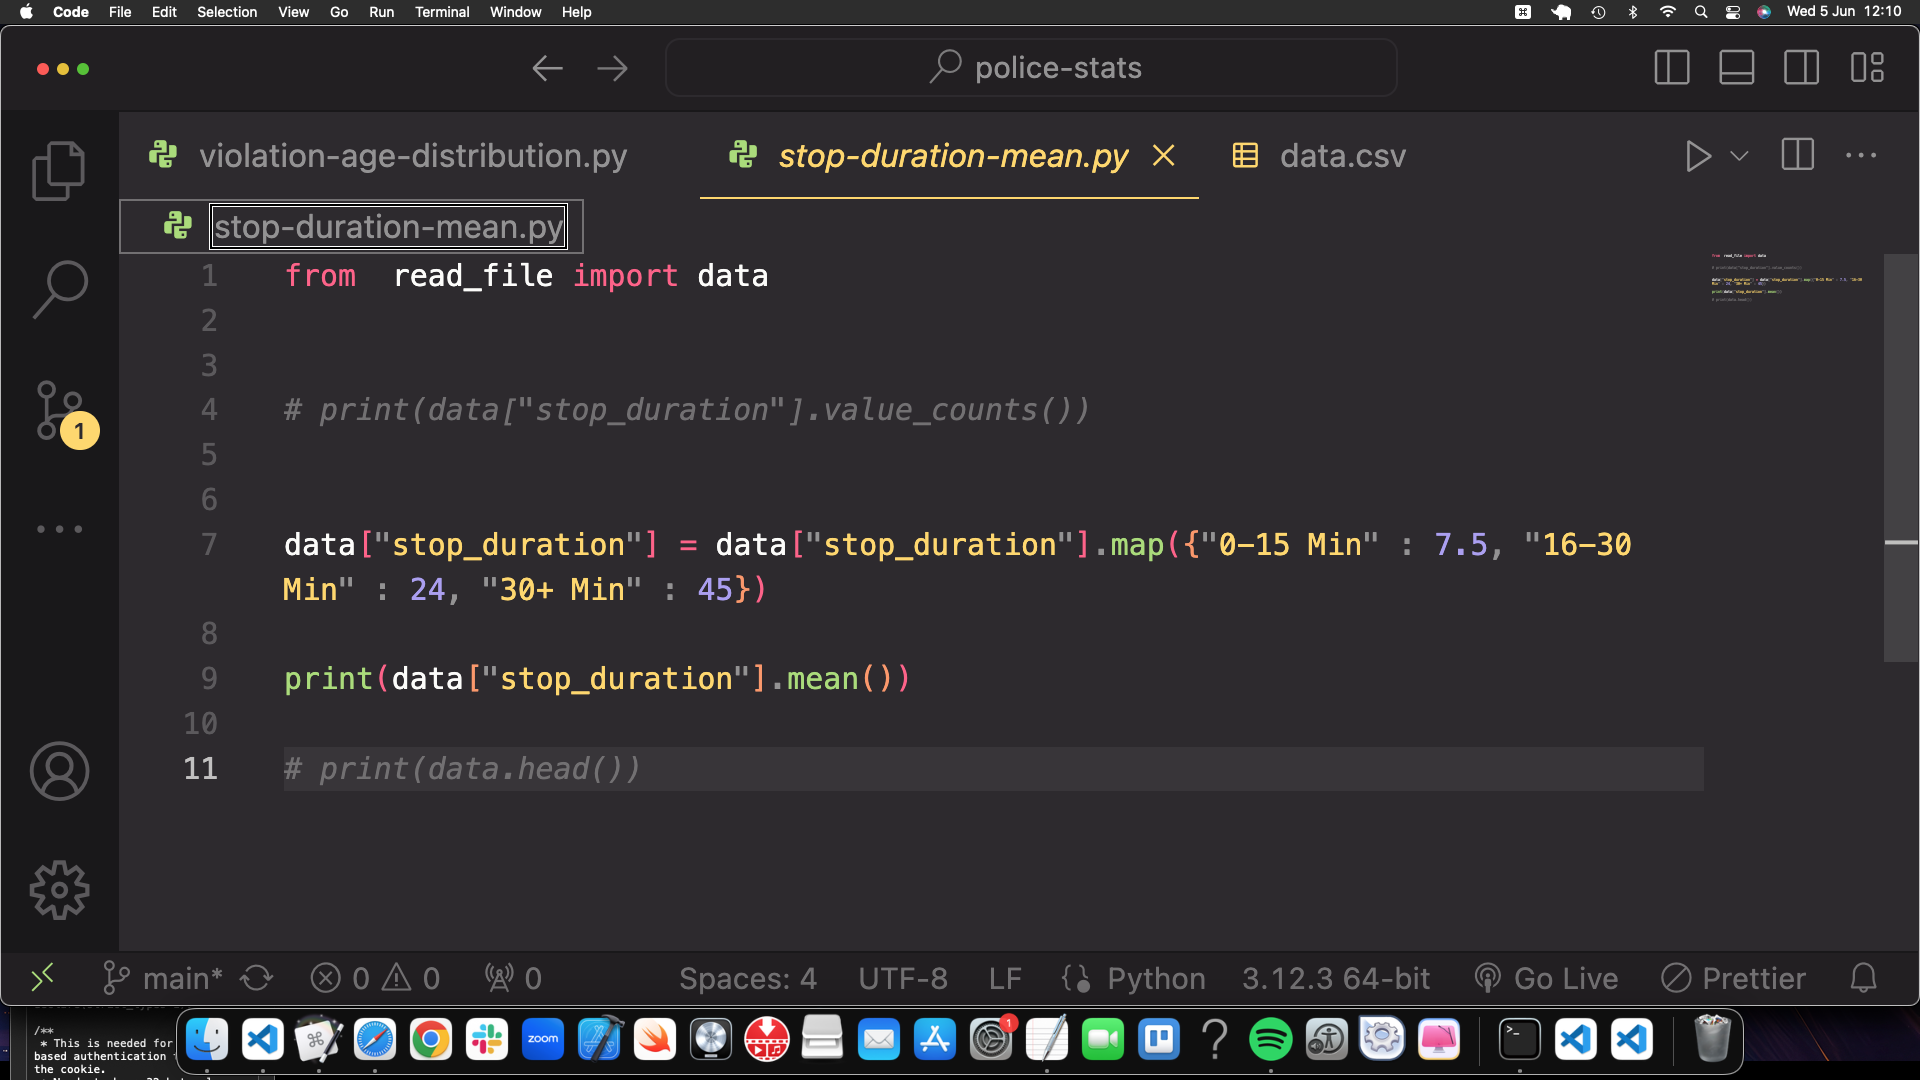 Code File Edit Selection View Go Run Terminal Window Help Wed 5 Jun 12:10
police-stats
violation-age-distribution.py stop-duration-mean.py data.csv
stop-duration-mean.py
1 from  read_file import data
2
3
4 # print(data["stop_duration"].value_counts())
5
6
7 data["stop_duration"] = data["stop_duration"].map({"0-15 Min" : 7.5, "16-30
Min" : 24, "30+ Min" : 45})
8
9 print(data["stop_duration"].mean())
10
11 # print(data.head())
1
main* 0 0 0 Spaces: 4 UTF-8 LF Python 3.12.3 64-bit Go Live Prettier
/**
* This is needed for
based authentication
the cookie.
zoom
1